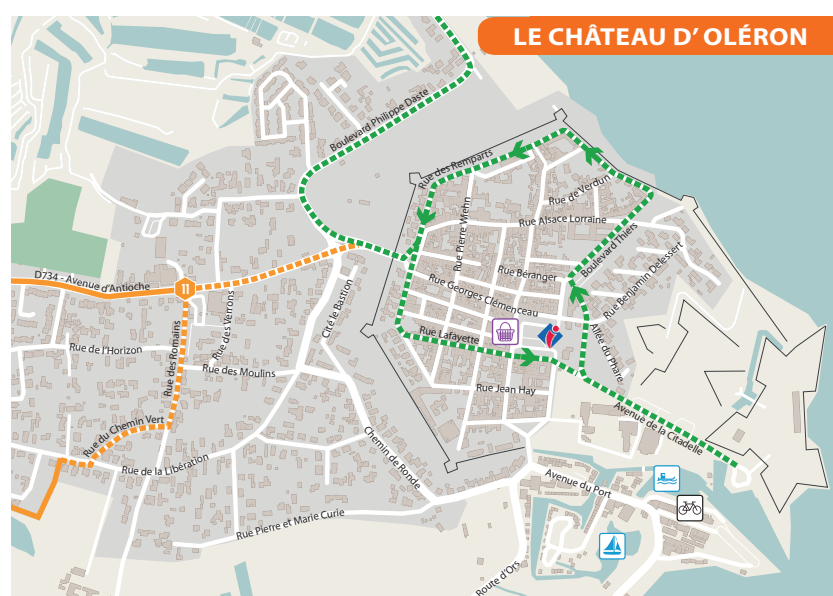 LE CHÂTEAU D' OLÉRON
Boulevard Philippe Daste
Rue des Remparts
Rue de Verdun
Rue Pierre Wiehn
Rue Alsace Lorraine
Boulevard Thiers
Rue Benjamin Delessert
Rue Béranger
D734 - Avenue d'Antioche
11
Rue Georges Clémenceau
Cité le Bastion
Rue des Verrons
Rue des Romains
Rue Lafayette
Allée du Phare
Rue de l'Horizon
Rue des Moulins
Rue Jean Hay
Avenue de la Citadelle
Rue du Chemin Vert
Chemin de Ronde
Rue de la Libération
Avenue du Port
Rue Pierre et Marie Curie
Route d'Ors